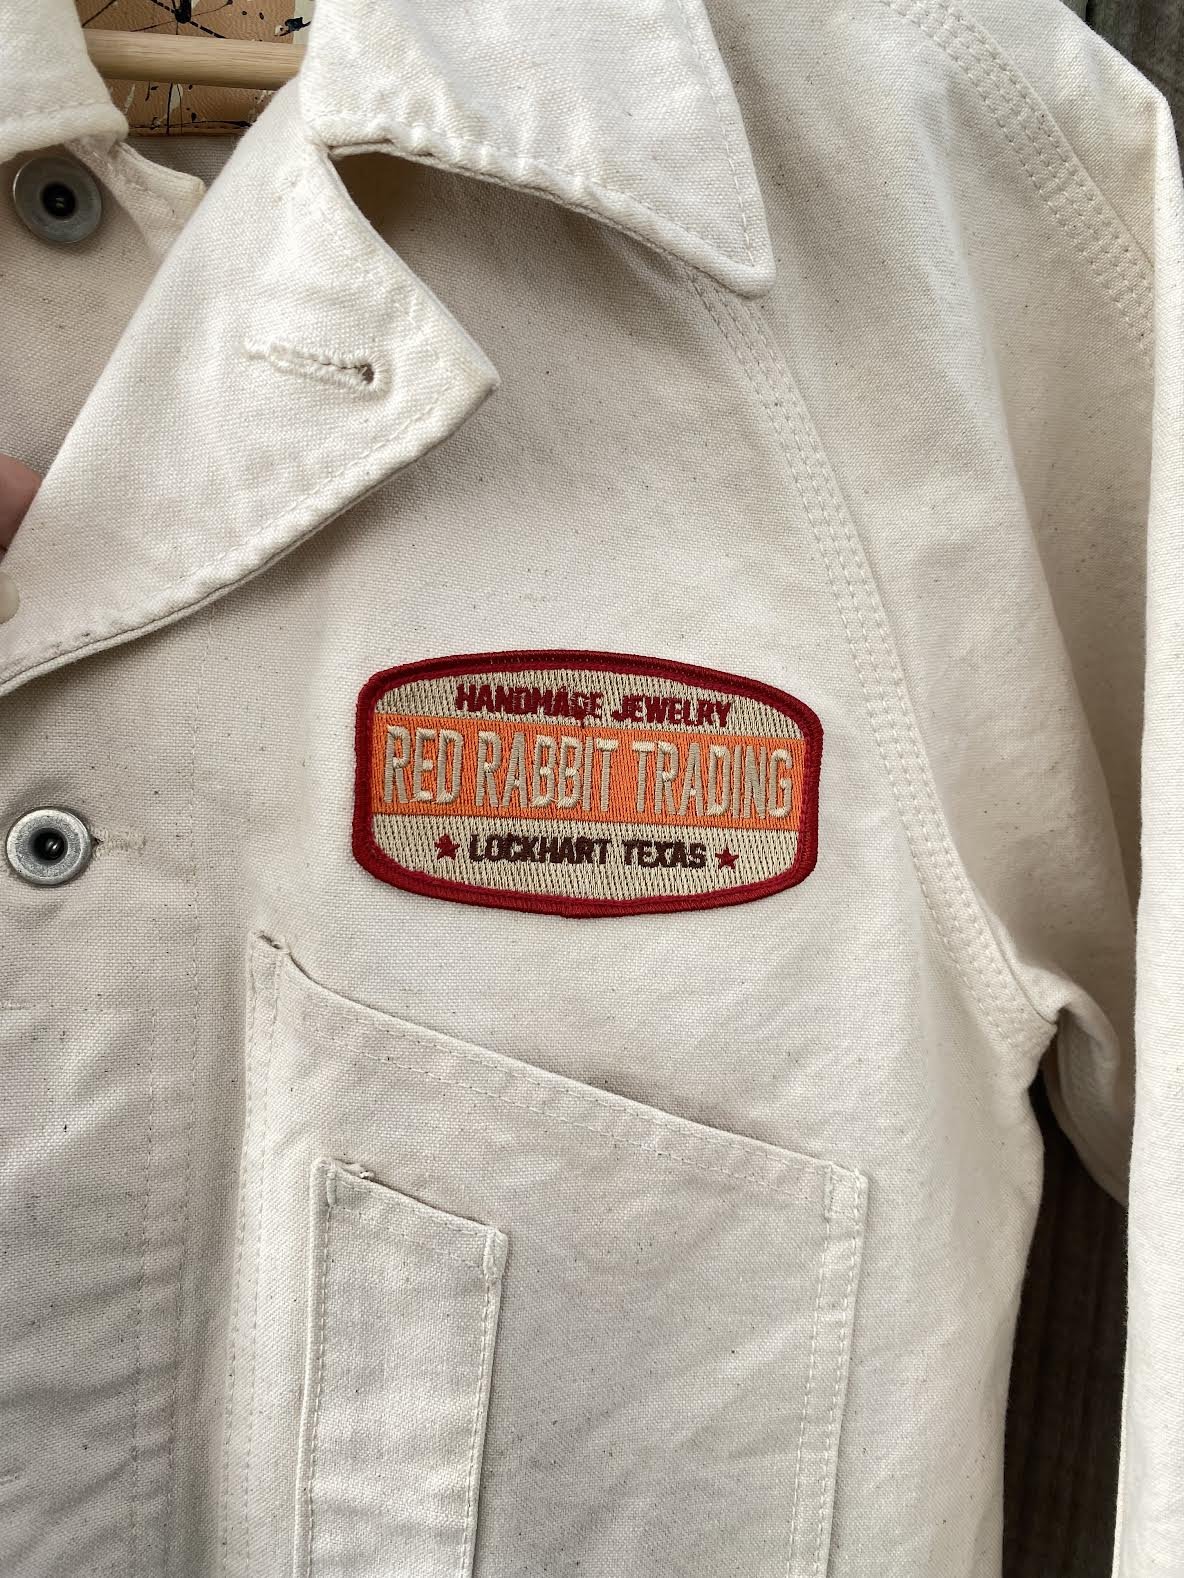 HANDMADE JEWELRY
RED RABBIT TRADING
LOCKHART TEXAS